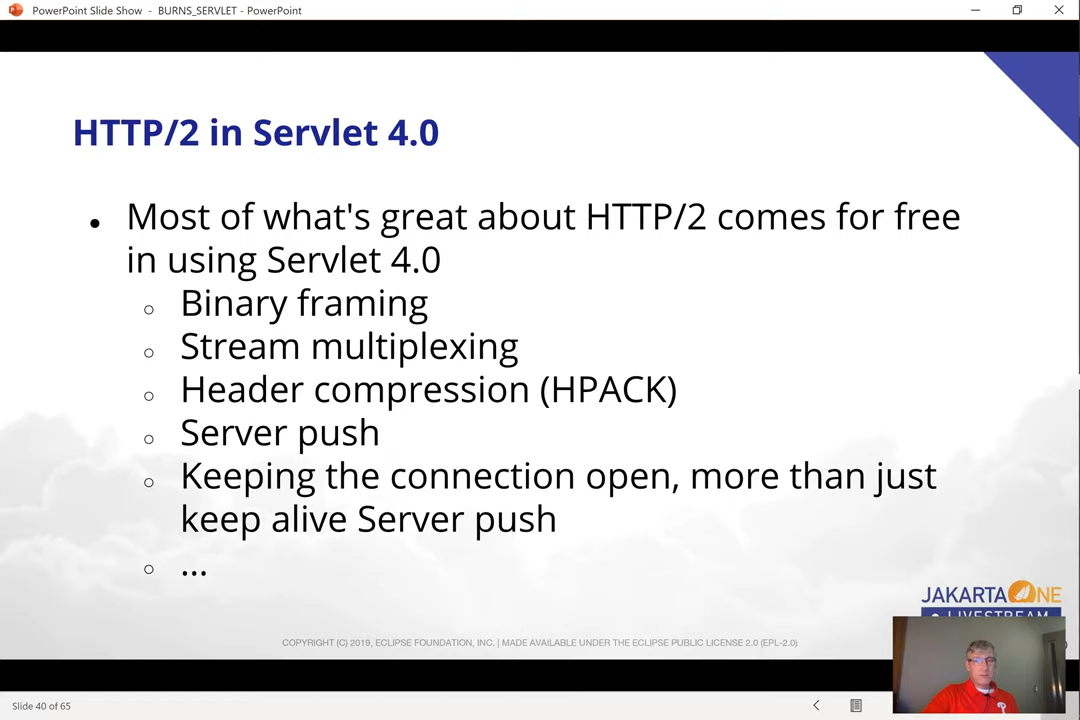 PowerPoint Slide Show - BURNS_SERVLET - PowerPoint
HTTP/2 in Servlet 4.0
• Most of what's great about HTTP/2 comes for free
in using Servlet 4.0
○ Binary framing
○ Stream multiplexing
○ Header compression (HPACK)
○ Server push
○ Keeping the connection open, more than just
keep alive Server push
○ ...
JAKARTA ONE
LIVESTREAM
COPYRIGHT (C) 2019, ECLIPSE FOUNDATION, INC. | MADE AVAILABLE UNDER THE ECLIPSE PUBLIC LICENSE 2.0 (EPL-2.0)
Slide 40 of 65